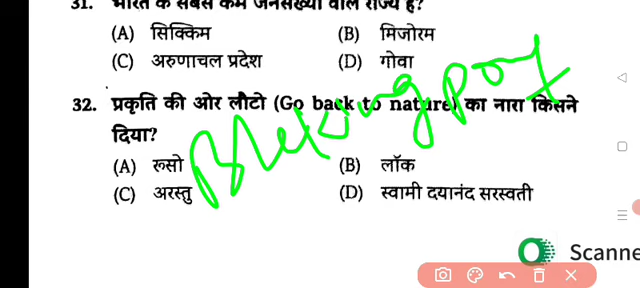 31. भारत के सबसे कम जनसंख्या वाले राज्य है?
(A) सिक्किम (B) मिजोरम
(C) अरुणाचल प्रदेश (D) गोवा
32. प्रकृति की ओर लौटो (Go back to nature) का नारा किसने
दिया?
(A) रूसो (B) लॉक
(C) अरस्तु (D) स्वामी दयानंद सरस्वती
Scanne